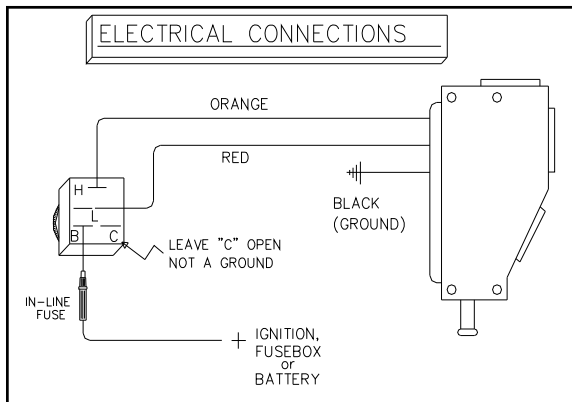 ELECTRICAL CONNECTIONS
ORANGE
RED
H
L
B C
BLACK
(GROUND)
LEAVE "C" OPEN
NOT A GROUND
IN-LINE
FUSE
+ IGNITION,
FUSEBOX
or
BATTERY